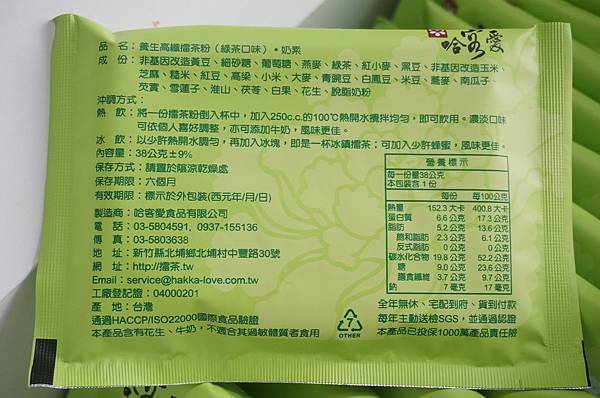 哈客愛
品　名：養生高纖擂茶粉（綠茶口味）•奶素
成　份：非基因改造黃豆、細砂糖、葡萄糖、燕麥、綠茶、紅小麥、黑豆、非基因改造玉米、
芝麻、糙米、紅豆、高梁、小米、大麥、青豌豆、白鳳豆、米豆、蕎麥、南瓜子、
芡實、雪蓮子、淮山、茯苓、白果、花生、脫脂奶粉
沖調方式：
熱　飲：將一份擂茶粉倒入杯中，加入250c.c.的100℃熱開水攪拌均勻，即可飲用。濃淡口味
可依個人喜好調整，亦可添加牛奶，風味更佳。
冰　飲：以少許熱開水調勻，再加入冰塊，即是一杯冰鎮擂茶；可加入少許蜂蜜，風味更佳。
內容量：38公克±9%
保存方式：請置於陰涼乾燥處
保存期限：六個月
有效期限：標示於外包裝(西元年/月/日)
製造商：哈客愛食品有限公司
電　話：03-5804591、0937-155136
傳　真：03-5803638
地　址：新竹縣北埔鄉北埔村中豐路30號
網　址：http://擂茶.tw
Email：service@hakka-love.com.tw
工廠登記證：04000201
產　地：台灣
通過HACCP/ISO22000國際食品驗證
本產品含有花生、牛奶，不適合其過敏體質者食用
營養標示
每一份量38公克
本包裝含 1 份
每份　每100公克
熱量　152.3 大卡　400.8 大卡
蛋白質　6.6 公克　17.3 公克
脂肪　5.2 公克　13.6 公克
飽和脂肪　2.3 公克　6.1 公克
反式脂肪　0 公克　0 公克
碳水化合物　19.8 公克　52.2 公克
糖　9.0 公克　23.6 公克
膳食纖維　3.7 公克　9.7 公克
鈉　7 毫克　17 毫克
7
OTHER
全年無休、宅配到府、貨到付款
每年主動送檢SGS，並通過認證
本產品已投保1000萬產品責任險